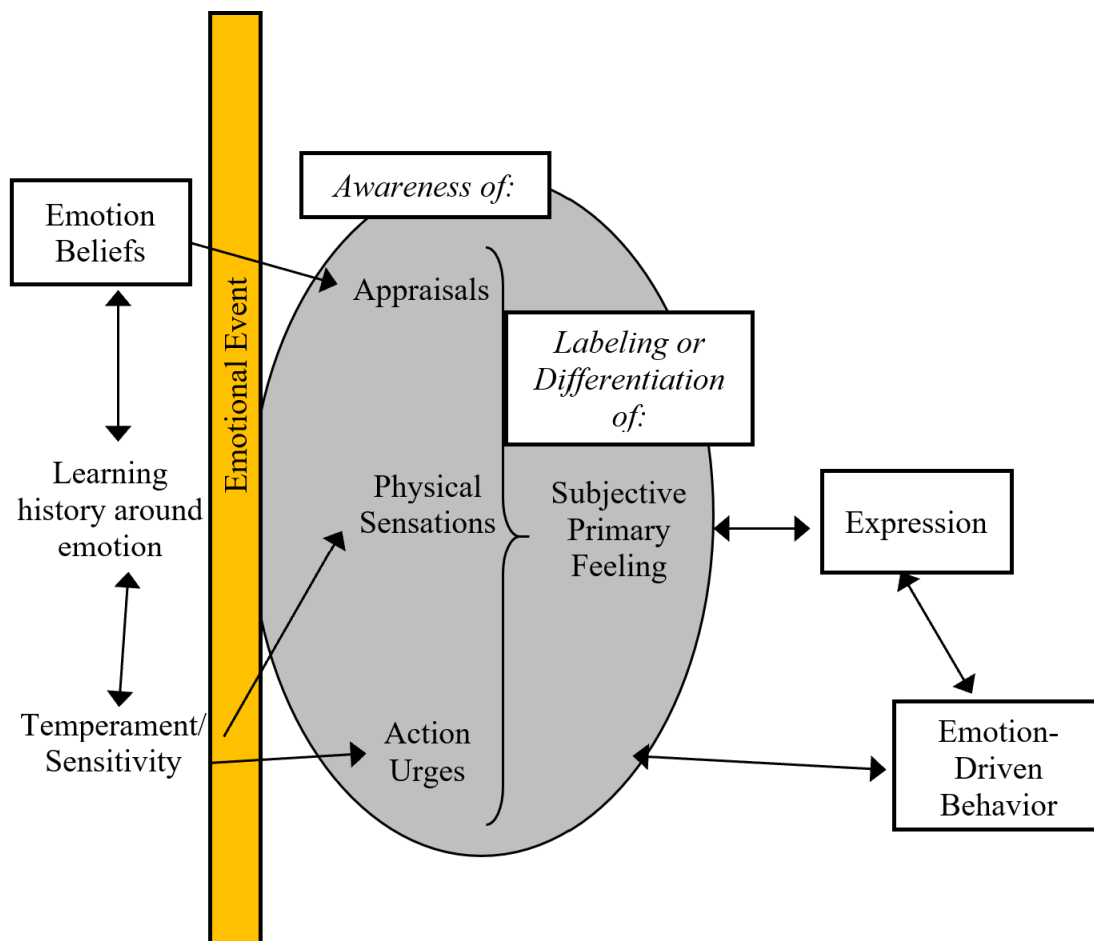 Emotion
Beliefs
Learning
history around
emotion
Temperament/
Sensitivity
Emotional Event
Awareness of:
Appraisals
Physical
Sensations
Action
Urges
Labeling or
Differentiation
of:
Subjective
Primary
Feeling
Expression
Emotion-
Driven
Behavior